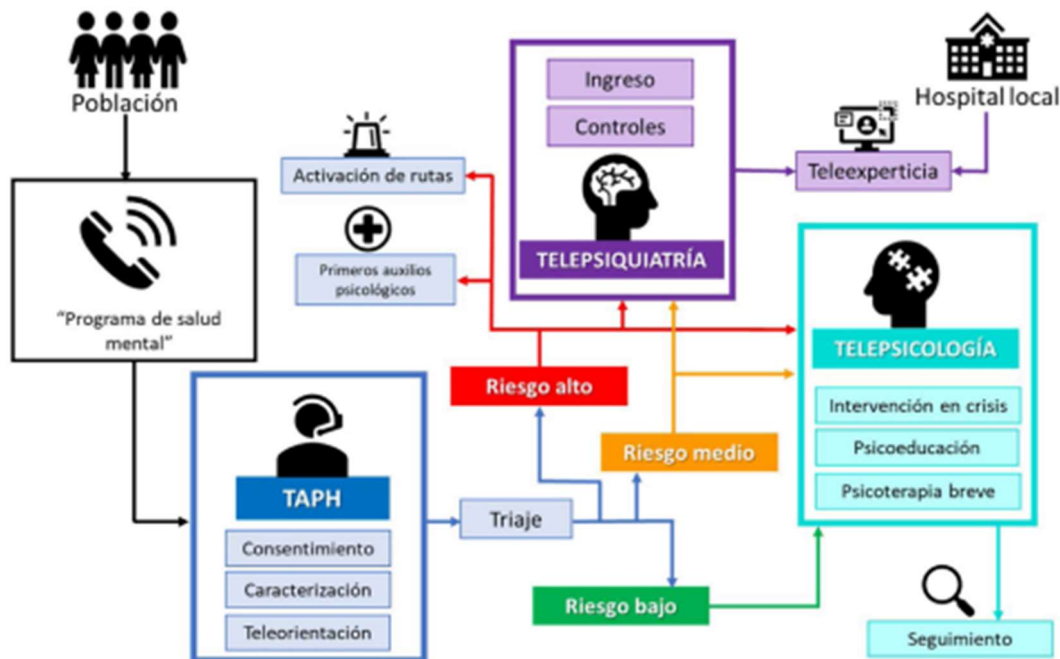 Población
Hospital local
Ingreso
Controles
Activación de rutas
Teleexperticia
Primeros auxilios
psicológicos
TELEPSIQUIATRÍA
"Programa de salud
mental"
TELEPSICOLOGÍA
Riesgo alto
Intervención en crisis
Riesgo medio
Psicoeducación
TAPH
Psicoterapia breve
Triaje
Consentimiento
Caracterización
Riesgo bajo
Teleorientación
Seguimiento